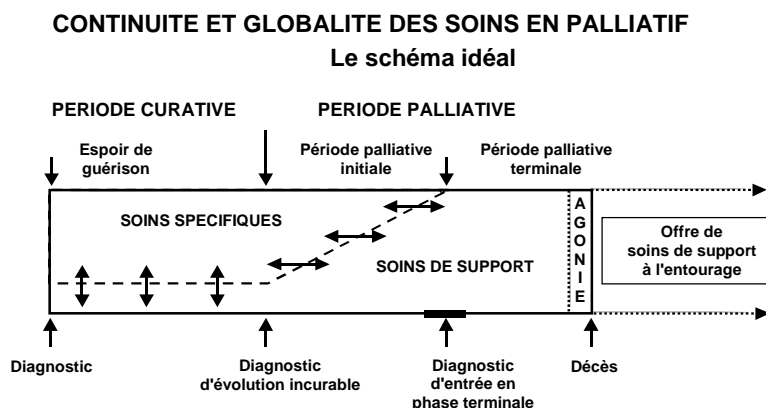 CONTINUITE ET GLOBALITE DES SOINS EN PALLIATIF
Le schéma idéal
PERIODE CURATIVE
PERIODE PALLIATIVE
Espoir de
guérison
Période palliative
initiale
Période palliative
terminale
SOINS SPECIFIQUES
SOINS DE SUPPORT
A
G
O
N
I
E
Offre de
soins de support
à l'entourage
Diagnostic
Diagnostic
d'évolution incurable
Diagnostic
d'entrée en
phase terminale
Décès